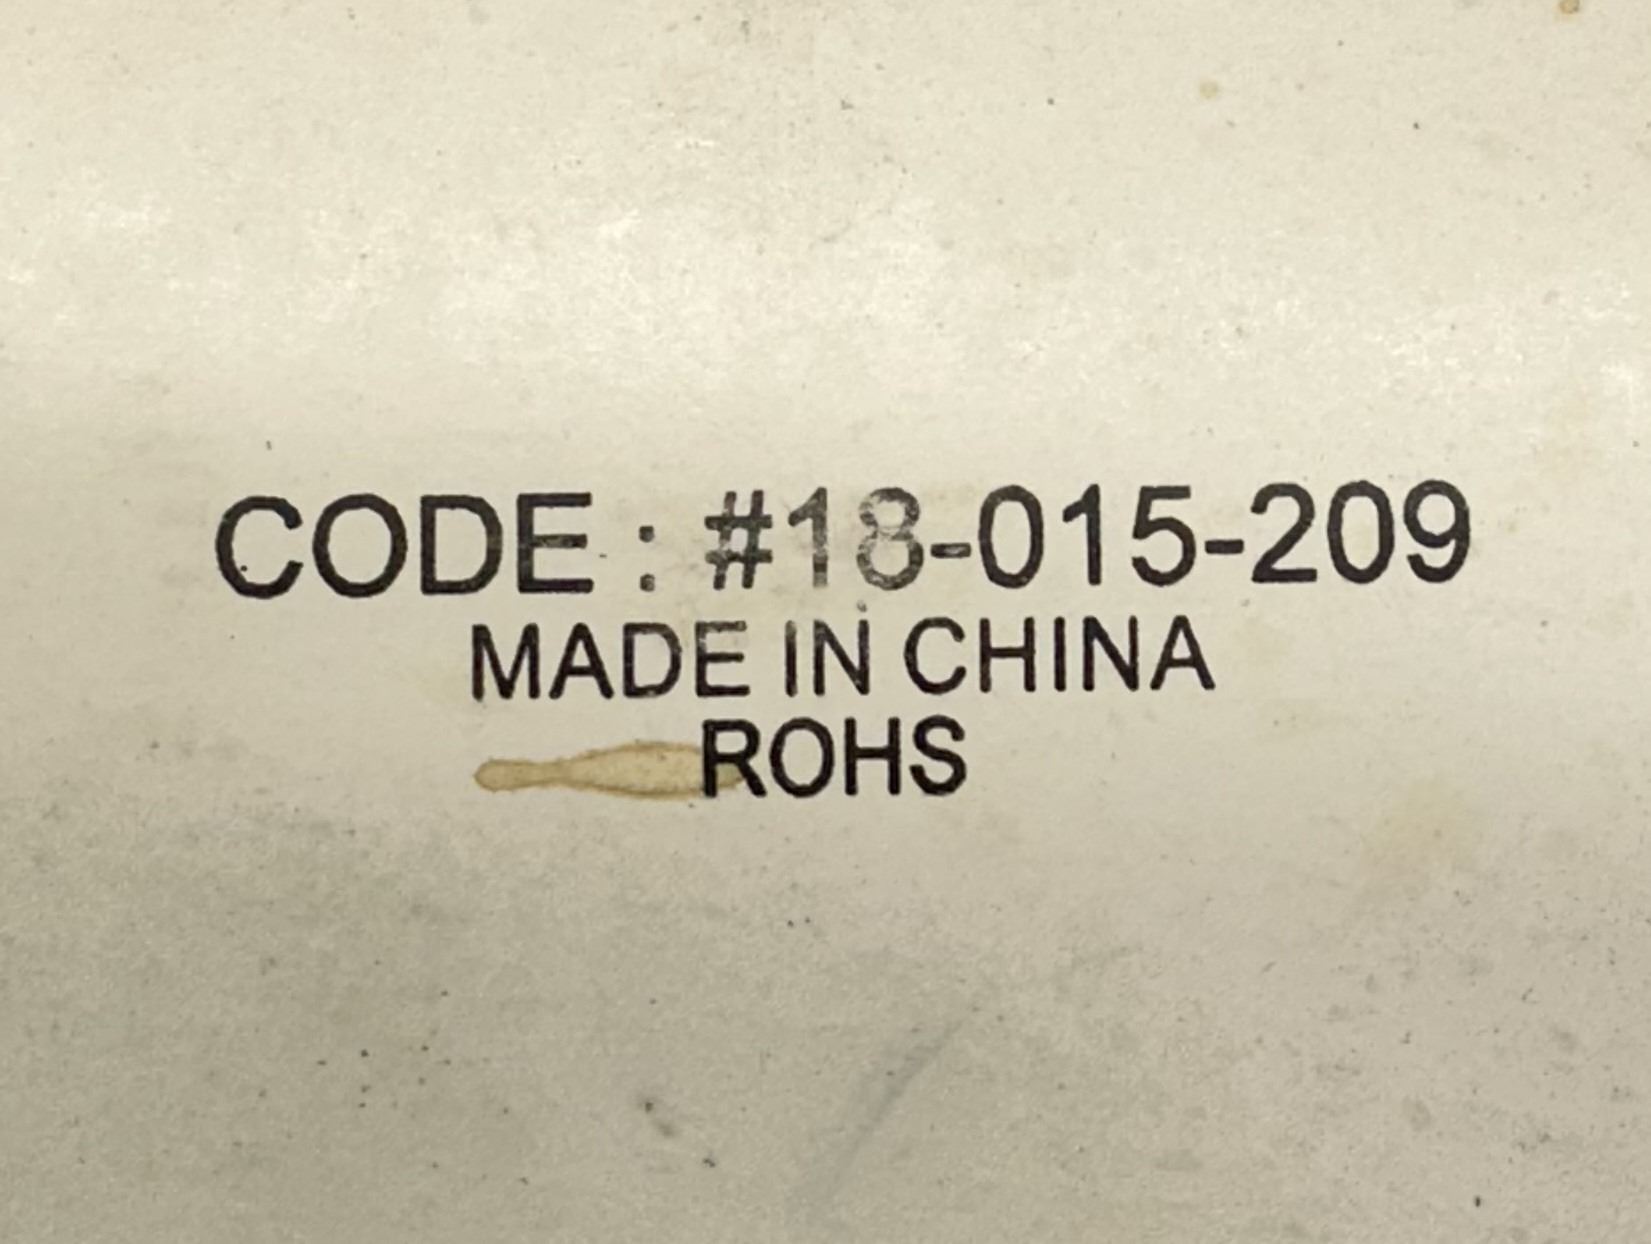 CODE : #18-015-209
MADE IN CHINA
ROHS